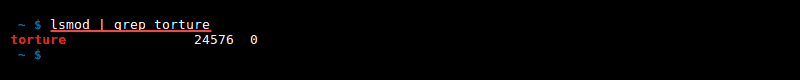 ~ $ lsmod | grep torture
torture                24576  0
~ $